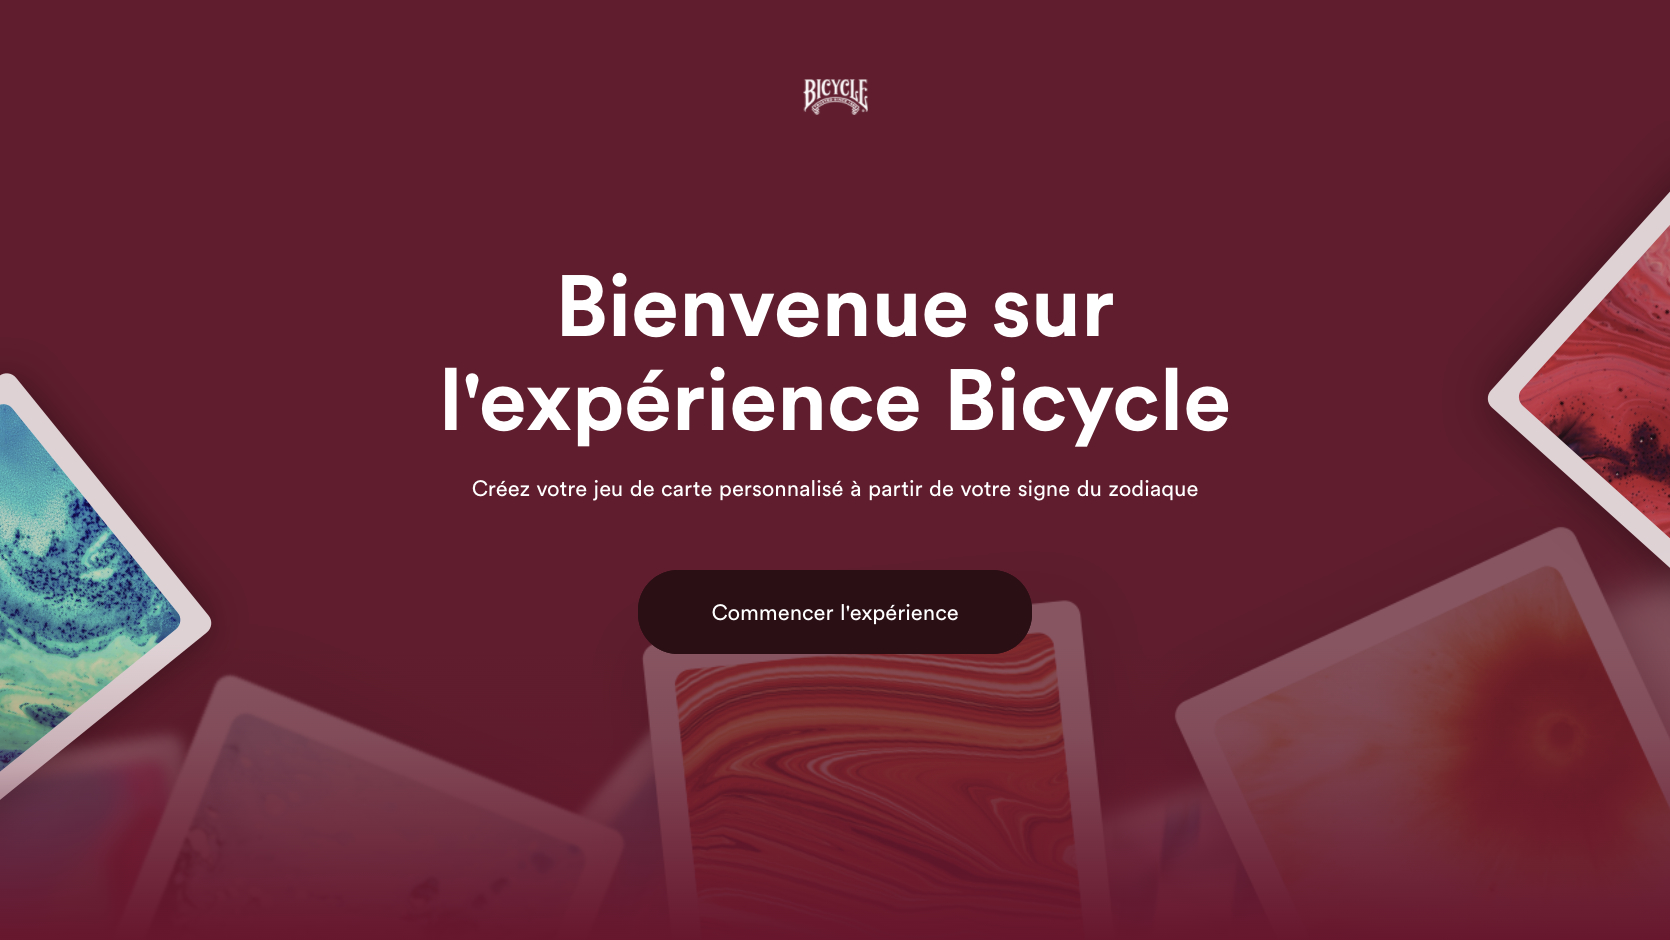 BICYCLE
Bienvenue sur
l'expérience Bicycle
Créez votre jeu de carte personnalisé à partir de votre signe du zodiaque
Commencer l'expérience